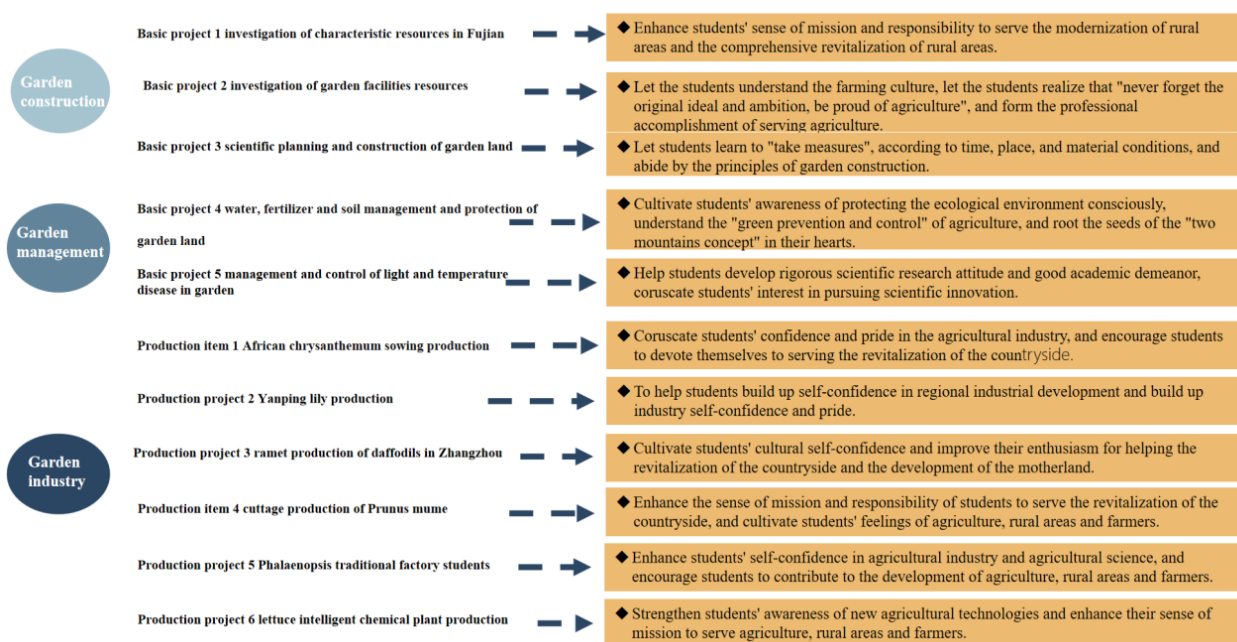 Garden
construction
Basic project 1 investigation of characteristic resources in Fujian
◆ Enhance students' sense of mission and responsibility to serve the modernization of rural
areas and the comprehensive revitalization of rural areas.
Basic project 2 investigation of garden facilities resources
◆ Let the students understand the farming culture, let the students realize that "never forget the
original ideal and ambition, be proud of agriculture", and form the professional
accomplishment of serving agriculture.
Basic project 3 scientific planning and construction of garden land
◆ Let students learn to "take measures", according to time, place, and material conditions, and
abide by the principles of garden construction.
Garden
management
Basic project 4 water, fertilizer and soil management and protection of
garden land
◆ Cultivate students' awareness of protecting the ecological environment consciously,
understand the "green prevention and control" of agriculture, and root the seeds of the "two
mountains concept" in their hearts.
Basic project 5 management and control of light and temperature
disease in garden
◆ Help students develop rigorous scientific research attitude and good academic demeanor,
coruscate students' interest in pursuing scientific innovation.
Garden
industry
Production item 1 African chrysanthemum sowing production
◆ Coruscate students' confidence and pride in the agricultural industry, and encourage students
to devote themselves to serving the revitalization of the countryside.
Production project 2 Yanping lily production
◆ To help students build up self-confidence in regional industrial development and build up
industry self-confidence and pride.
Production project 3 ramet production of daffodils in Zhangzhou
◆ Cultivate students' cultural self-confidence and improve their enthusiasm for helping the
revitalization of the countryside and the development of the motherland.
Production item 4 cuttage production of Prunus mume
◆ Enhance the sense of mission and responsibility of students to serve the revitalization of the
countryside, and cultivate students' feelings of agriculture, rural areas and farmers.
Production project 5 Phalaenopsis traditional factory students
◆ Enhance students' self-confidence in agricultural industry and agricultural science, and
encourage students to contribute to the development of agriculture, rural areas and farmers.
Production project 6 lettuce intelligent chemical plant production
◆ Strengthen students' awareness of new agricultural technologies and enhance their sense of
mission to serve agriculture, rural areas and farmers.